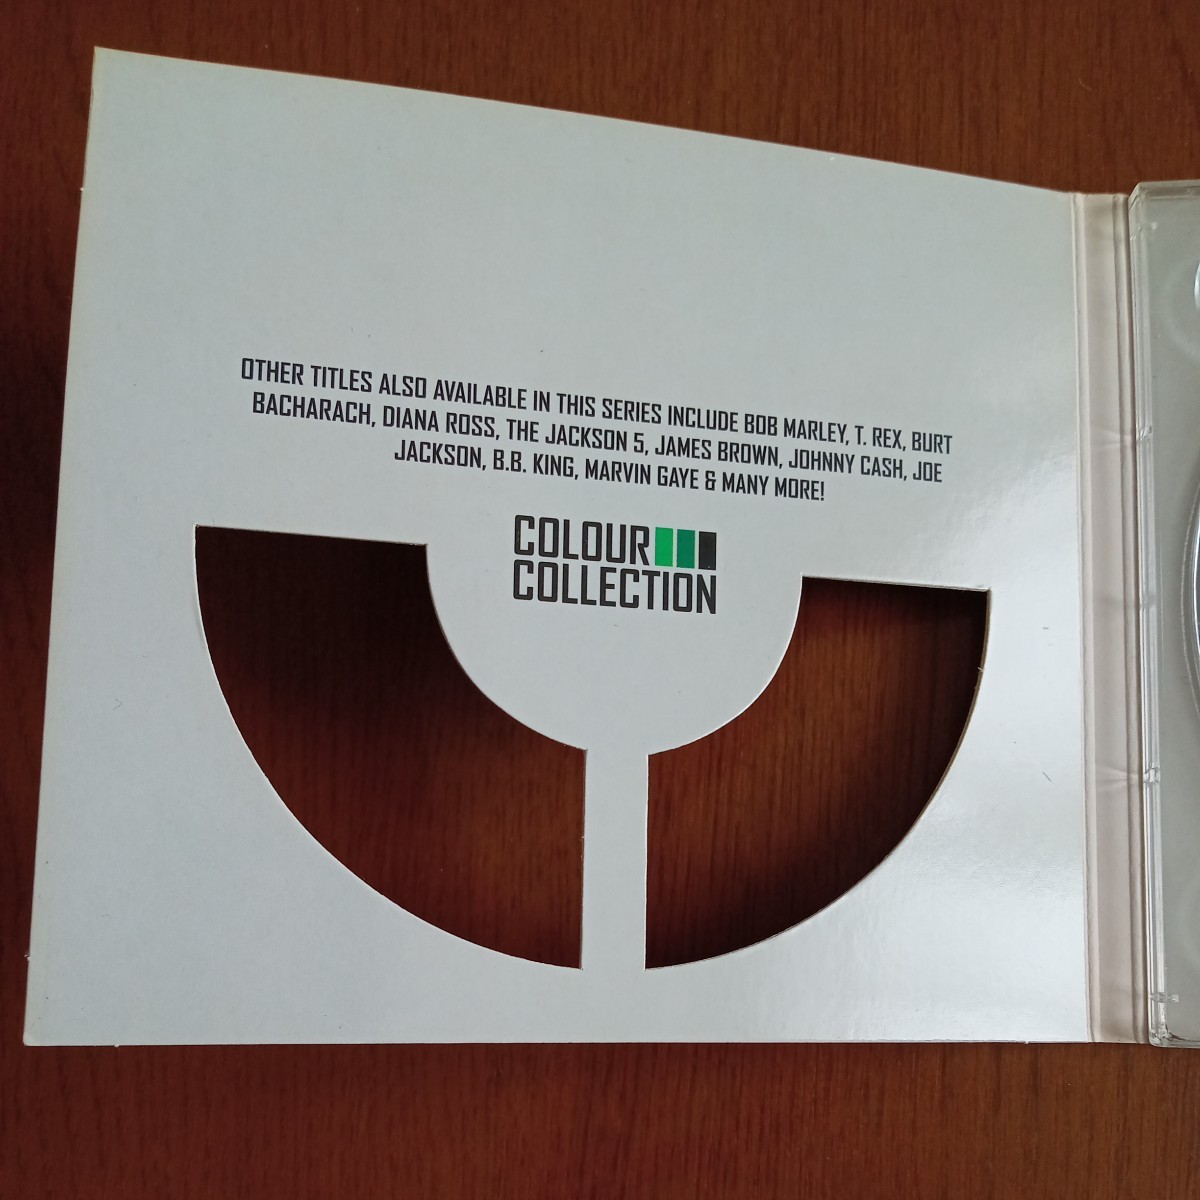 OTHER TITLES ALSO AVAILABLE IN THIS SERIES INCLUDE BOB MARLEY, T. REX, BURT
BACHARACH, DIANA ROSS, THE JACKSON 5, JAMES BROWN, JOHNNY CASH, JOE
JACKSON, B.B. KING, MARVIN GAYE & MANY MORE!
COLOUR
COLLECTION